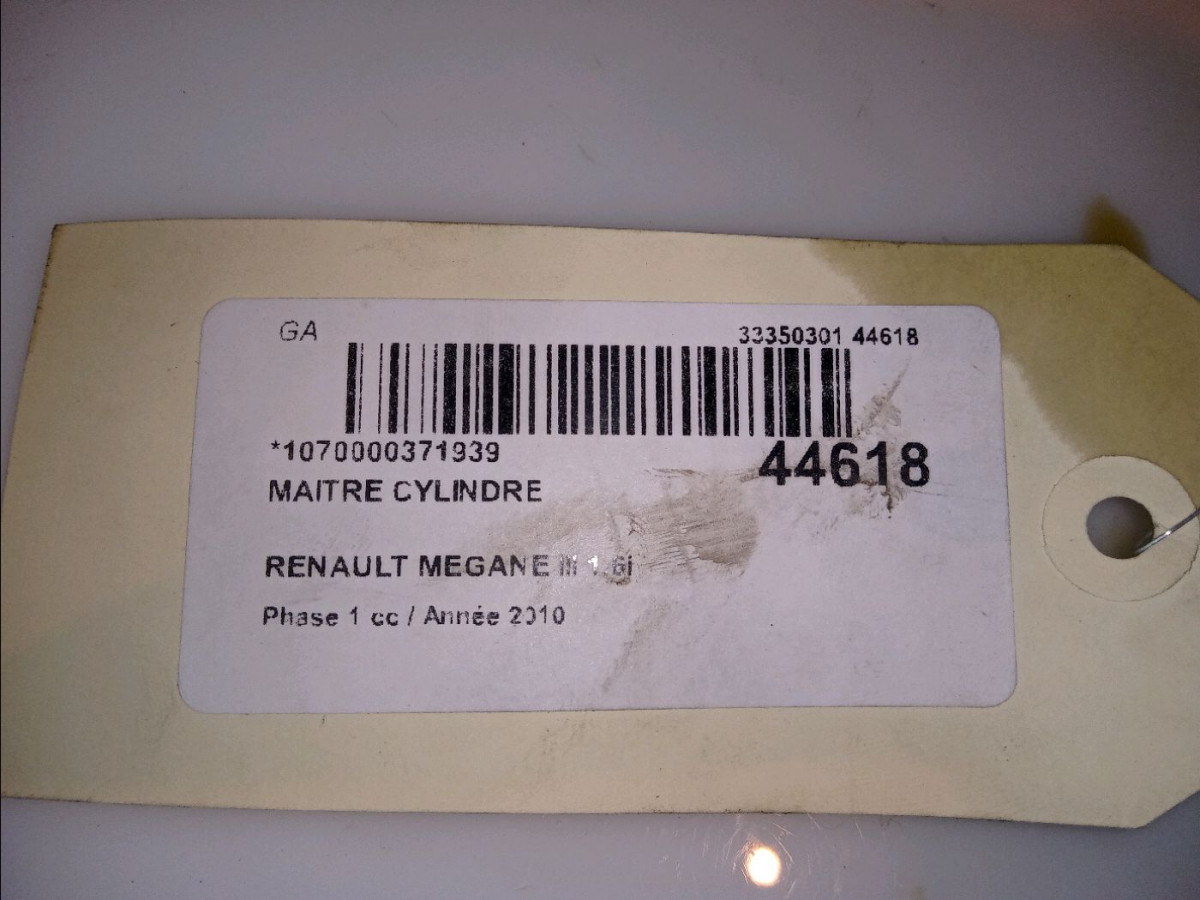 GA
33350301 44618
*1070000371939
44618
MAITRE CYLINDRE
RENAULT MEGANE III 1.6i
Phase 1 cc / Année 2010